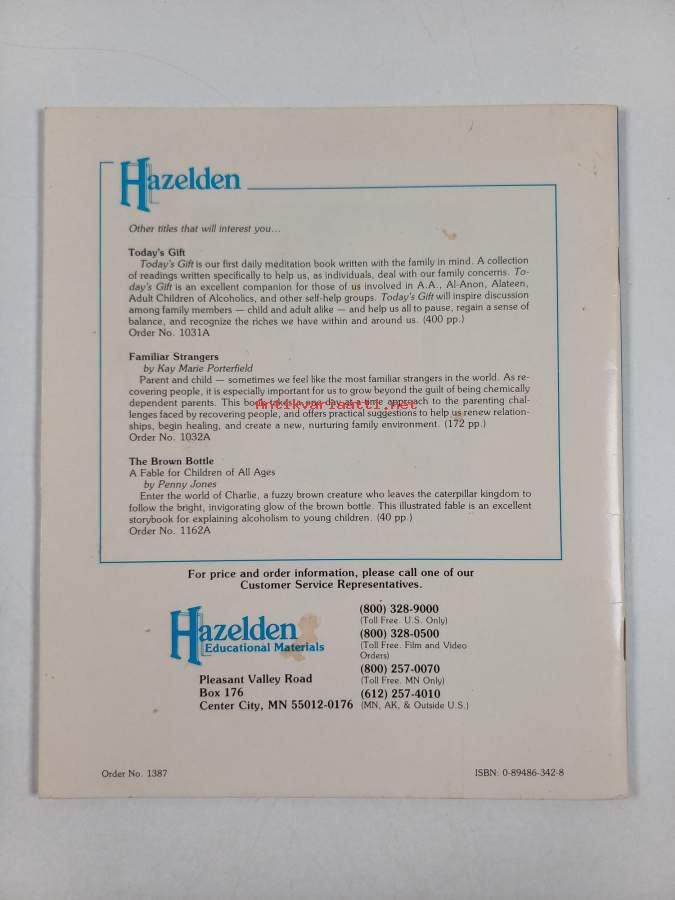 Hazelden
Other titles that will interest you...
Today's Gift
Today's Gift is our first daily meditation book written with the family in mind. A collection
of readings written specifically to help us, as individuals, deal with our family concerns. To-
day's Gift is an excellent companion for those of us involved in A.A., Al-Anon, Alateen,
Adult Children of Alcoholics, and other self-help groups. Today's Gift will inspire discussion
among family members — child and adult alike — and help us all to pause, regain a sense of
balance, and recognize the riches we have within and around us. (400 pp.)
Order No. 1031A
Familiar Strangers
by Kay Marie Porterfield
Parent and child — sometimes we feel like the most familiar strangers in the world. As re-
covering people, it is especially important for us to grow beyond the guilt of being chemically
dependent parents. This book takes a one-day-at-a-time approach to the parenting chal-
Antikvariaatti.net
lenges faced by recovering people, and offers practical suggestions to help us renew relation-
ships, begin healing, and create a new, nurturing family environment. (172 pp.)
Order No. 1032A
The Brown Bottle
A Fable for Children of All Ages
by Penny Jones
Enter the world of Charlie, a fuzzy brown creature who leaves the caterpillar kingdom to
follow the bright, invigorating glow of the brown bottle. This illustrated fable is an excellent
storybook for explaining alcoholism to young children. (40 pp.)
Order No. 1162A
For price and order information, please call one of our
Customer Service Representatives.
Hazelden
Educational Materials
Pleasant Valley Road
Box 176
Center City, MN 55012-0176
(800) 328-9000
(Toll Free. U.S. Only)
(800) 328-0500
(Toll Free. Film and Video
Orders)
(800) 257-0070
(Toll Free. MN Only)
(612) 257-4010
(MN, AK, & Outside U.S.)
Order No. 1387
ISBN: 0-89486-342-8